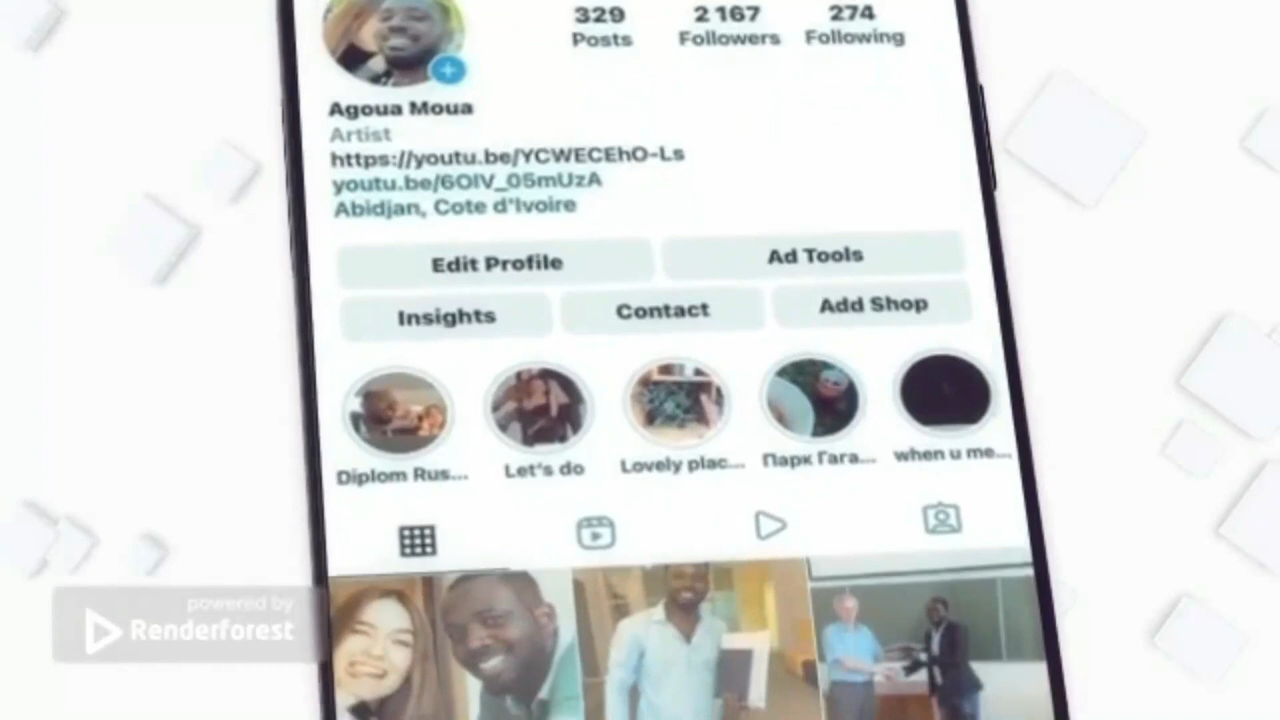 329 2 167 274
Posts Followers Following
Agoua Moua
Artist
https://youtu.be/YCWECEhO-Ls
youtu.be/6OIV_05mUzA
Abidjan, Cote d'Ivoire
Edit Profile Ad Tools
Insights Contact Add Shop
Diplom Rus... Let's do Lovely plac... Парк Гага... when u me...
powered by
Renderforest